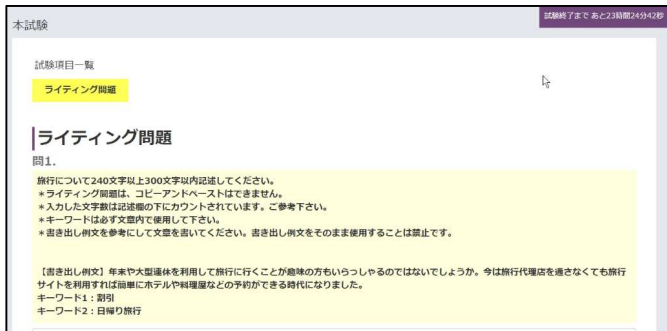 試験終了まで あと23時間24分42秒
本試験
試験項目一覧
ライティング問題
ライティング問題
問1.
旅行について240文字以上300文字以内記述してください。
＊ライティング問題は、コピーアンドペーストはできません。
＊入力した文字数は記述欄の下にカウントされています。ご参考下さい。
＊キーワードは必ず文章内で使用して下さい。
＊書き出し例文を参考にして文章を書いてください。書き出し例文をそのまま使用することは禁止です。
【書き出し例文】年末や大型連休を利用して旅行に行くことが趣味の方もいらっしゃるのではないでしょうか。今は旅行代理店を通さなくても旅行
サイトを利用すれば簡単にホテルや料理屋などの予約ができる時代になりました。
キーワード1：割引
キーワード2：日帰り旅行